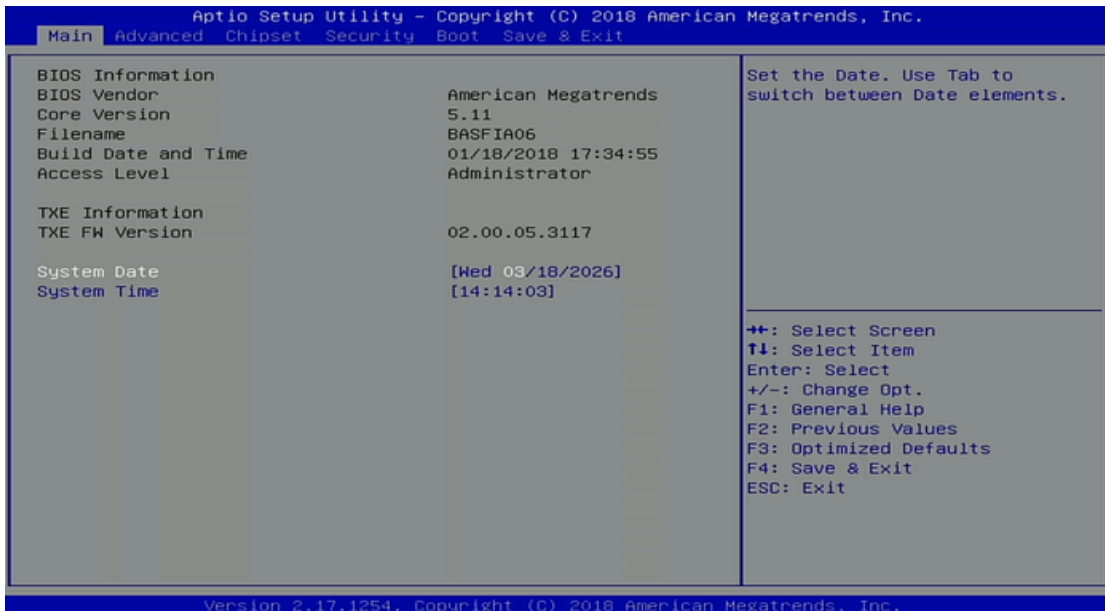 Aptio Setup Utility – Copyright (C) 2018 American Megatrends, Inc.
Main Advanced Chipset Security Boot Save & Exit
BIOS Information
BIOS Vendor American Megatrends
Core Version 5.11
Filename BASFIA06
Build Date and Time 01/18/2018 17:34:55
Access Level Administrator
TXE Information
TXE FW Version 02.00.05.3117
System Date [Wed 03/18/2026]
System Time [14:14:03]
Set the Date. Use Tab to
switch between Date elements.
→←: Select Screen
↑↓: Select Item
Enter: Select
+/-: Change Opt.
F1: General Help
F2: Previous Values
F3: Optimized Defaults
F4: Save & Exit
ESC: Exit
Version 2.17.1254. Copyright (C) 2018 American Megatrends, Inc.